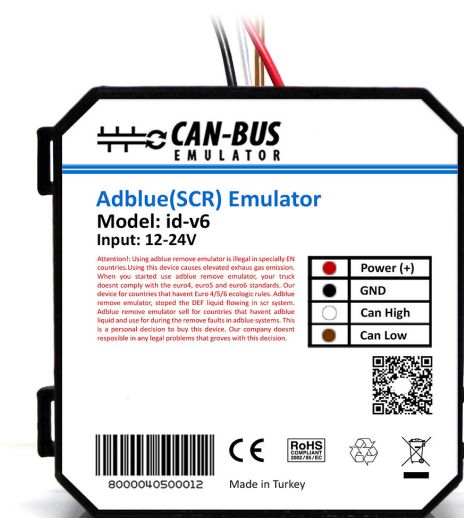 CAN-BUS
EMULATOR
Adblue(SCR) Emulator
Model: id-v6
Input: 12-24V
Attention!: Using adblue remove emulator is illegal in specially EN
countries.Using this device causes elevated exhaus gas emission.
When you started use adblue remove emulator, your truck
doesnt comply with the euro4, euro5 and euro6 standards. Our
device for countries that havent Euro 4/5/6 ecologic rules. Adblue
remove emulator, stoped the DEF liquid flowing in scr system.
Adblue remove emulator sell for countries that havent adblue
liquid and use for during the remove faults in adblue systems. This
is a personal decision to buy this device. Our company doesnt
resposible in any legal problems that groves with this decision.
Power (+)
GND
Can High
Can Low
8000040500012
CE
RoHS
COMPLIANT
2002/95/EC
Made in Turkey